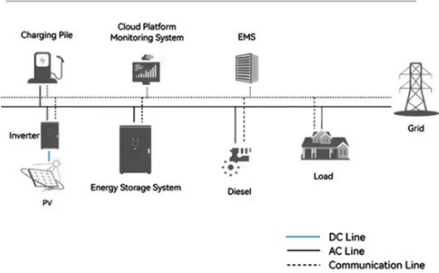 Charging Pile
Cloud Platform
Monitoring System
EMS
Grid
Inverter
PV
Energy Storage System
Diesel
Load
DC Line
AC Line
Communication Line